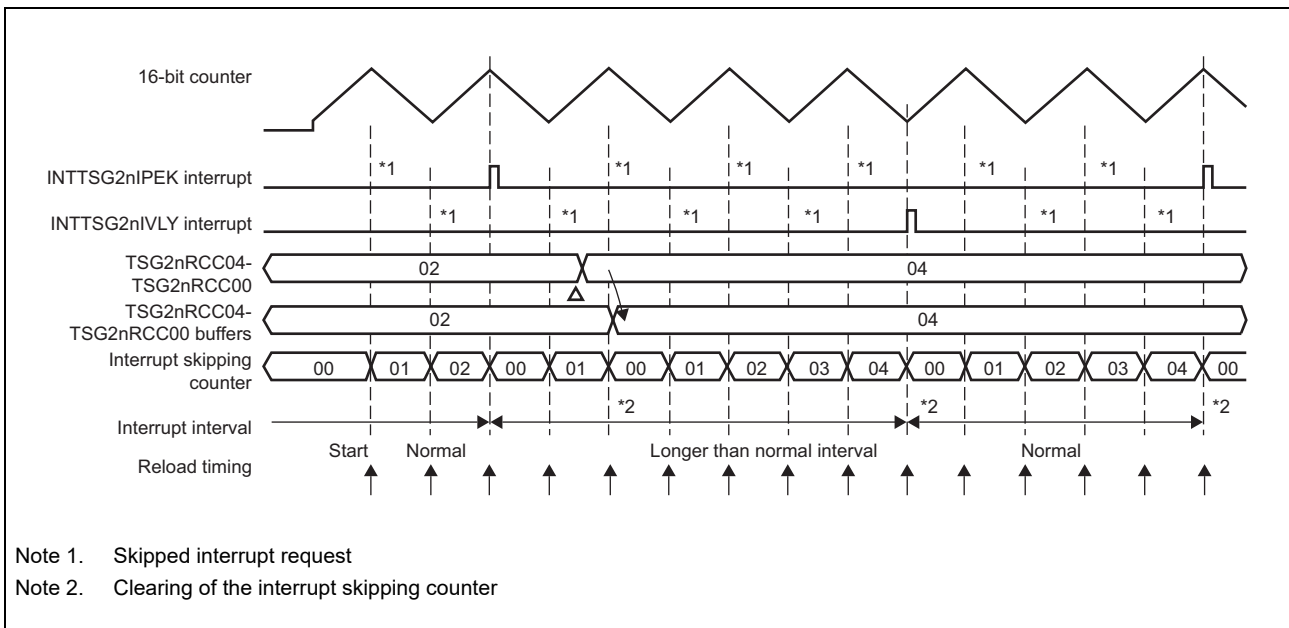 16-bit counter
*1 *1 *1 *1 *1 *1
INTTSG2nIPEK interrupt
*1 *1 *1 *1 *1 *1
INTTSG2nIVLY interrupt
TSG2nRCC04-
TSG2nRCC00
02 04
TSG2nRCC04-
TSG2nRCC00 buffers
02 04
Interrupt skipping
counter
00 01 02 00 01 00 01 02 03 04 00 01 02 03 04 00
*2 *2 *2
Interrupt interval
Start Normal Longer than normal interval Normal
Reload timing
Note 1. Skipped interrupt request
Note 2. Clearing of the interrupt skipping counter